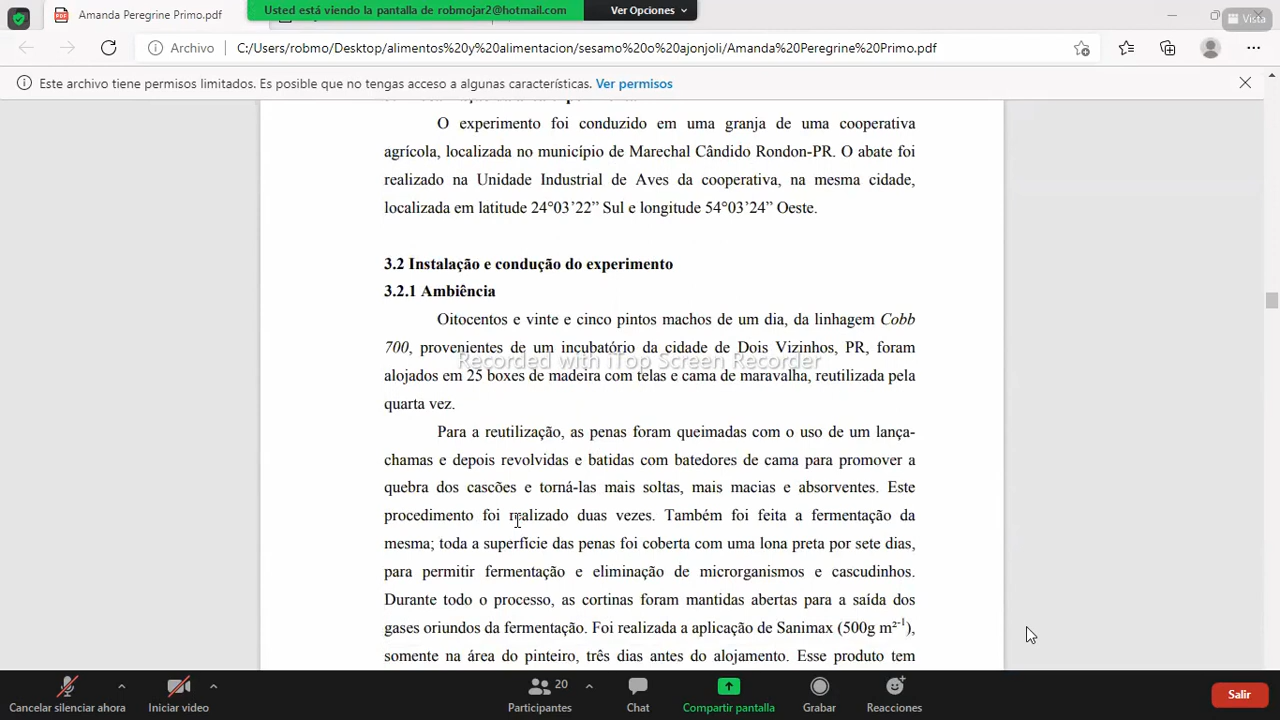 Amanda Peregrine Primo.pdf
Usted está viendo la pantalla de robmojar2@hotmail.com
Ver Opciones
Vista
Archivo
C:/Users/robmo/Desktop/alimentos%20y%20alimentacion/sesamo%20o%20ajonjoli/Amanda%20Peregrine%20Primo.pdf
Este archivo tiene permisos limitados. Es posible que no tengas acceso a algunas características. Ver permisos
O experimento foi conduzido em uma granja de uma cooperativa
agrícola, localizada no município de Marechal Cândido Rondon-PR. O abate foi
realizado na Unidade Industrial de Aves da cooperativa, na mesma cidade,
localizada em latitude 24°03’22” Sul e longitude 54°03’24” Oeste.
3.2 Instalação e condução do experimento
3.2.1 Ambiência
Oitocentos e vinte e cinco pintos machos de um dia, da linhagem Cobb
700, provenientes de um incubatório da cidade de Dois Vizinhos, PR, foram
Recorded with iTop Screen Recorder
alojados em 25 boxes de madeira com telas e cama de maravalha, reutilizada pela
quarta vez.
Para a reutilização, as penas foram queimadas com o uso de um lança-
chamas e depois revolvidas e batidas com batedores de cama para promover a
quebra dos cascões e torná-las mais soltas, mais macias e absorventes. Este
procedimento foi realizado duas vezes. Também foi feita a fermentação da
mesma; toda a superfície das penas foi coberta com uma lona preta por sete dias,
para permitir fermentação e eliminação de microrganismos e cascudinhos.
Durante todo o processo, as cortinas foram mantidas abertas para a saída dos
gases oriundos da fermentação. Foi realizada a aplicação de Sanimax (500g m²⁻¹),
somente na área do pinteiro, três dias antes do alojamento. Esse produto tem
20
Cancelar silenciar ahora
Iniciar video
Participantes
Chat
Compartir pantalla
Grabar
Reacciones
Salir